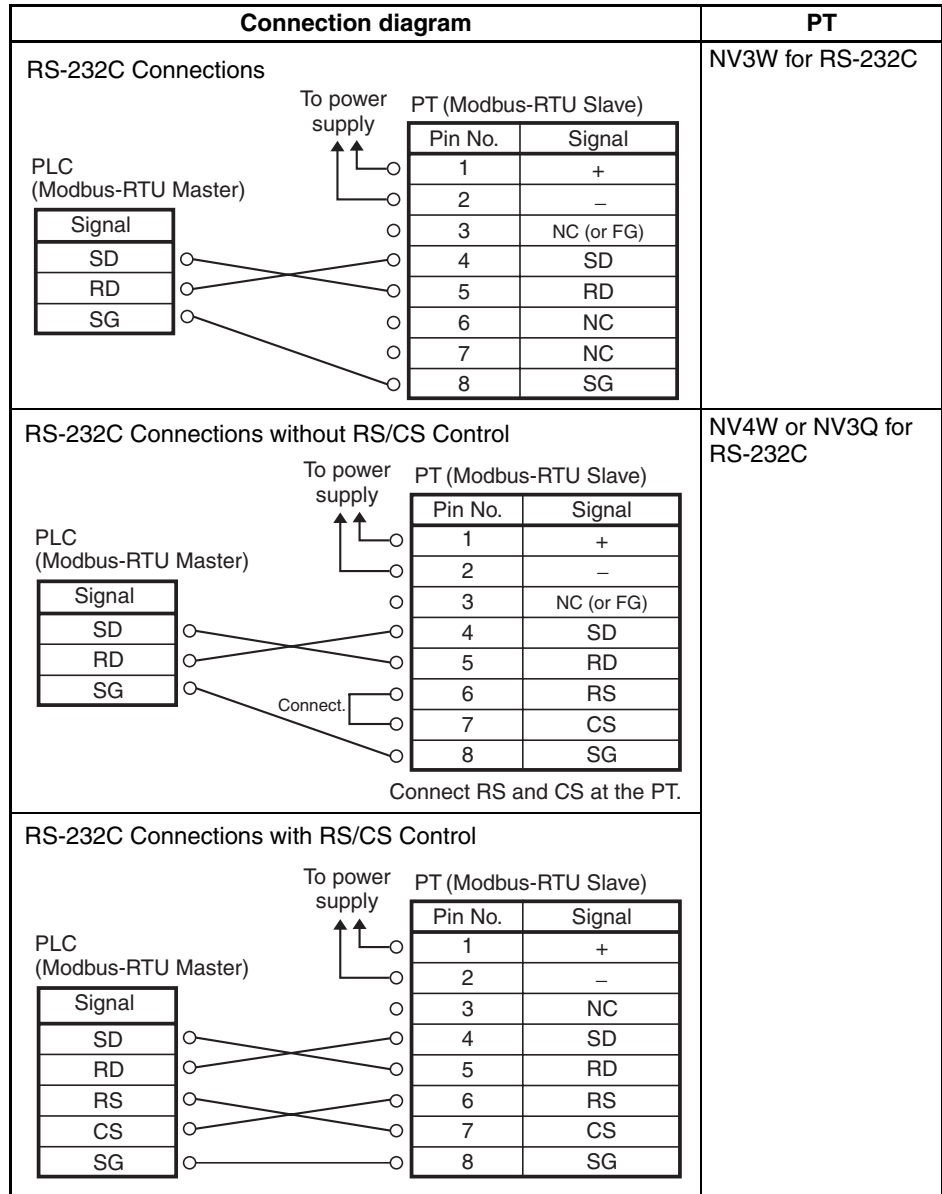 Connection diagram PT
RS-232C Connections
NV3W for RS-232C
To power supply
PT (Modbus-RTU Slave)
Pin No. Signal
1 +
2 –
3 NC (or FG)
4 SD
5 RD
6 NC
7 NC
8 SG
PLC
(Modbus-RTU Master)
Signal
SD
RD
SG
RS-232C Connections without RS/CS Control
NV4W or NV3Q for
RS-232C
To power
supply
PT (Modbus-RTU Slave)
Pin No. Signal
1 +
2 –
3 NC (or FG)
4 SD
5 RD
6 RS
7 CS
8 SG
PLC
(Modbus-RTU Master)
Signal
SD
RD
SG
Connect.
Connect RS and CS at the PT.
RS-232C Connections with RS/CS Control
To power
supply
PT (Modbus-RTU Slave)
Pin No. Signal
1 +
2 –
3 NC
4 SD
5 RD
6 RS
7 CS
8 SG
PLC
(Modbus-RTU Master)
Signal
SD
RD
RS
CS
SG